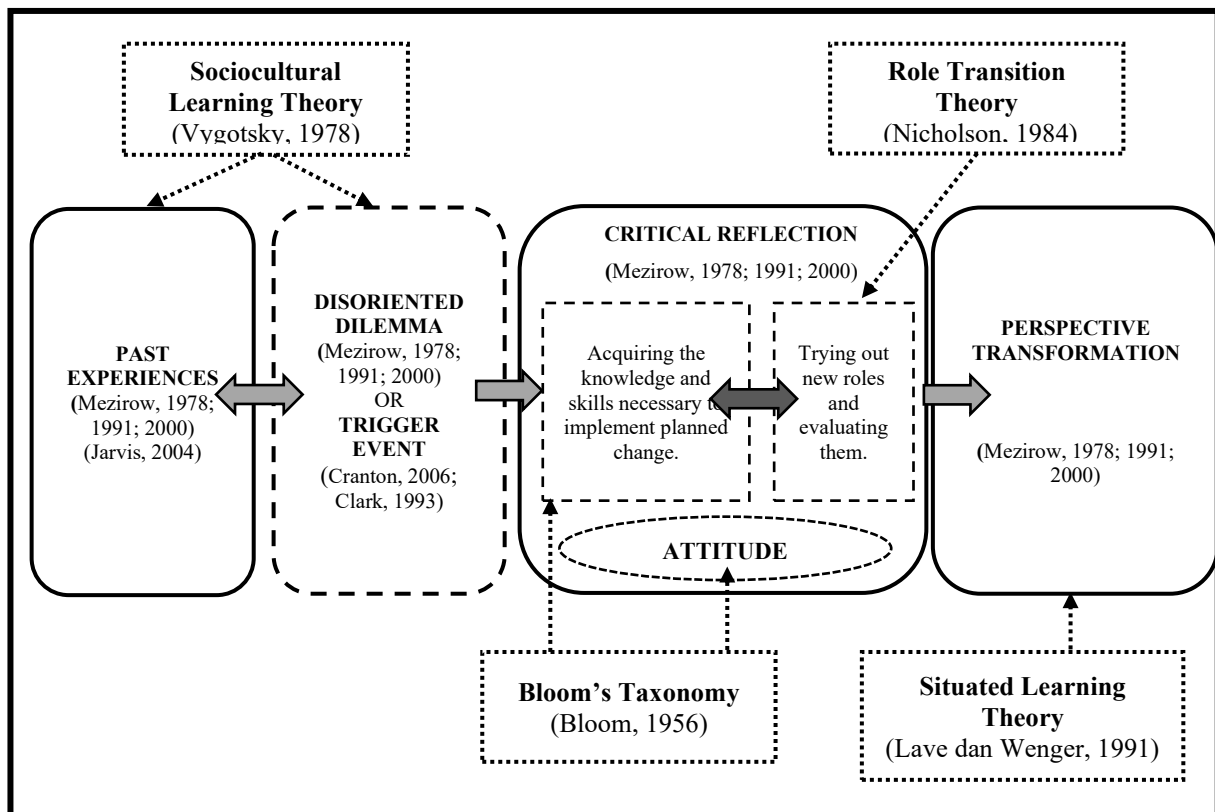 Sociocultural
Learning Theory
(Vygotsky, 1978)
Role Transition
Theory
(Nicholson, 1984)
PAST
EXPERIENCES
(Mezirow, 1978;
1991; 2000)
(Jarvis, 2004)
DISORIENTED
DILEMMA
(Mezirow, 1978;
1991; 2000)
OR
TRIGGER
EVENT
(Cranton, 2006;
Clark, 1993)
CRITICAL REFLECTION
(Mezirow, 1978; 1991; 2000)
Acquiring the
knowledge and
skills necessary to
implement planned
change.
Trying out
new roles
and
evaluating
them.
ATTITUDE
PERSPECTIVE
TRANSFORMATION
(Mezirow, 1978; 1991;
2000)
Bloom’s Taxonomy
(Bloom, 1956)
Situated Learning
Theory
(Lave dan Wenger, 1991)